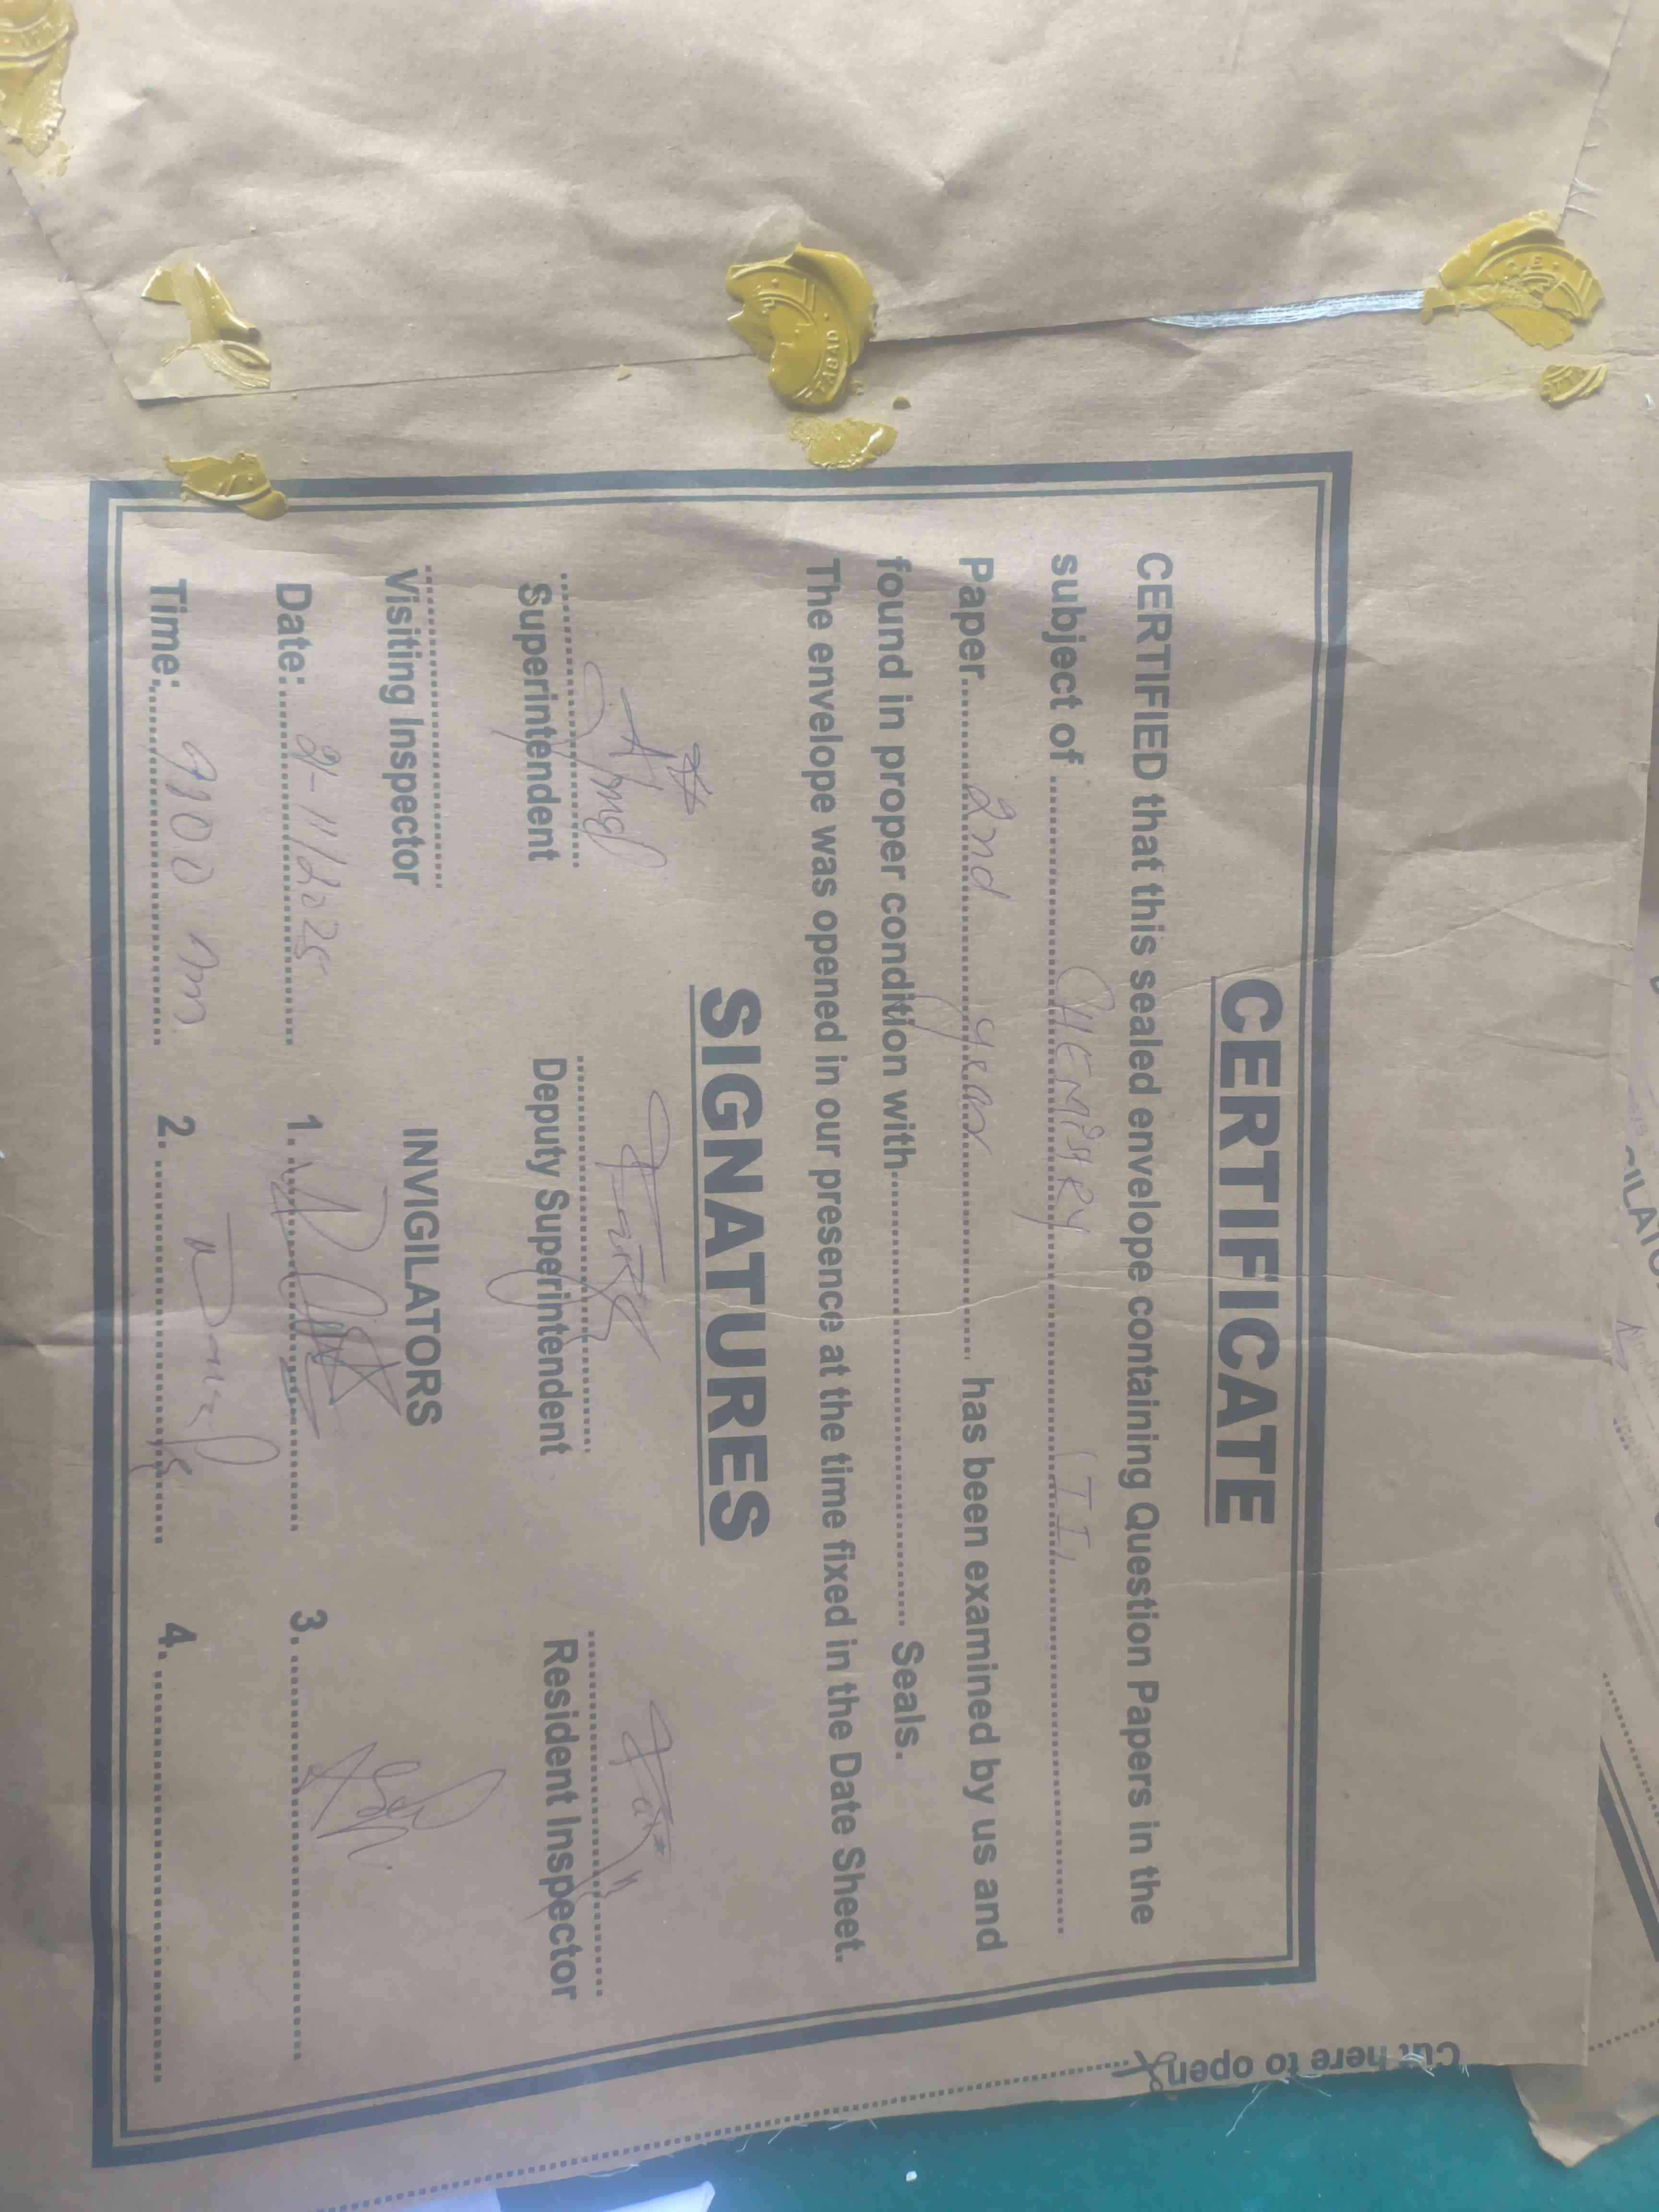 CERTIFICATE
CERTIFIED that this sealed envelope containing Question Papers in the
subject of .......... CHEMISTRY (II) ..........
Paper.......... 2nd year .......... has been examined by us and
found in proper condition with.......... Seals.
The envelope was opened in our presence at the time fixed in the Date Sheet.
SIGNATURES
Superintendent Deputy Superintendent Resident Inspector
Visiting Inspector INVIGILATORS
Date:.......... 1. .......... 3. ..........
Time:.......... 2. .......... 4. ..........
Cut here to open